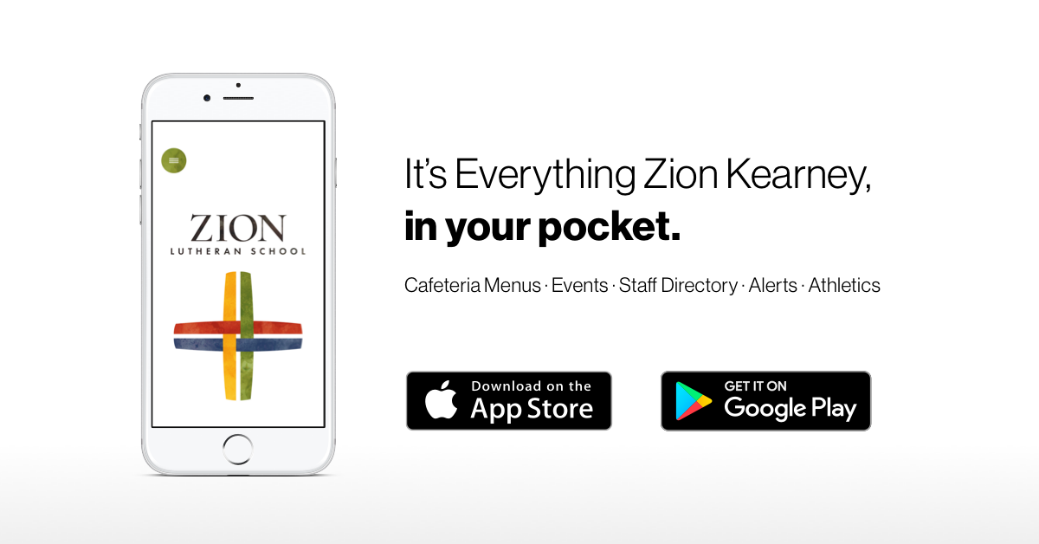 ZION
LUTHERAN SCHOOL
It's Everything Zion Kearney,
in your pocket.
Cafeteria Menus · Events · Staff Directory · Alerts · Athletics
Download on the
App Store
GET IT ON
Google Play